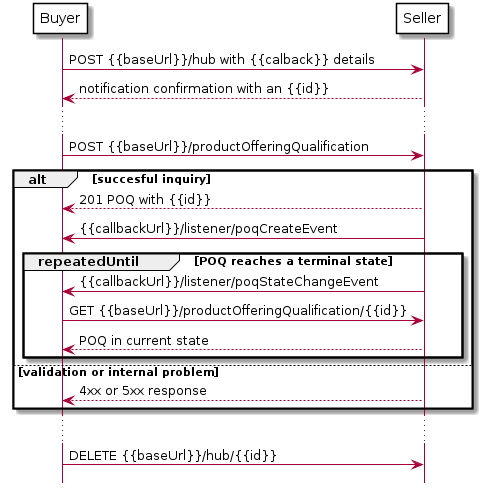 Buyer
Seller
POST {{baseUrl}}/hub with {{calback}} details
notification confirmation with an {{id}}
POST {{baseUrl}}/productOfferingQualification
alt [succesful inquiry]
201 POQ with {{id}}
{{callbackUrl}}/listener/poqCreateEvent
repeatedUntil [POQ reaches a terminal state]
{{callbackUrl}}/listener/poqStateChangeEvent
GET {{baseUrl}}/productOfferingQualification/{{id}}
POQ in current state
[validation or internal problem]
4xx or 5xx response
DELETE {{baseUrl}}/hub/{{id}}